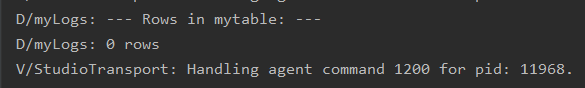 D/myLogs: --- Rows in mytable: ---
D/myLogs: 0 rows
V/StudioTransport: Handling agent command 1200 for pid: 11968.